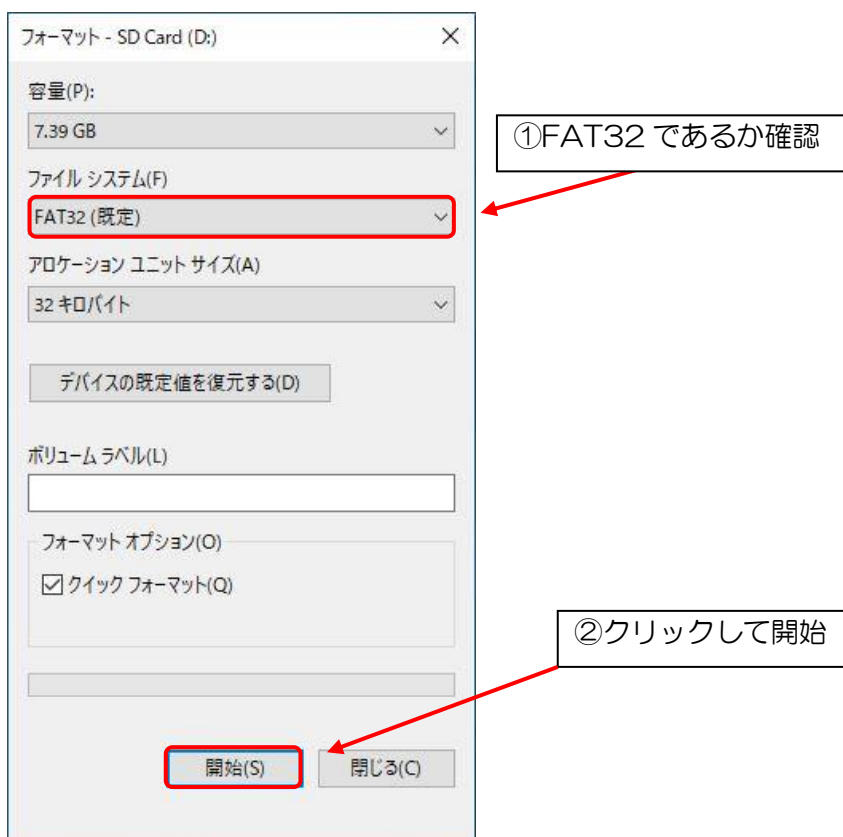 フォーマット - SD Card (D:)
容量(P):
7.39 GB
①FAT32 であるか確認
ファイル システム(F)
FAT32 (既定)
アロケーション ユニット サイズ(A)
32 キロバイト
デバイスの既定値を復元する(D)
ボリューム ラベル(L)
フォーマット オプション(O)
クイック フォーマット(Q)
②クリックして開始
開始(S)
閉じる(C)